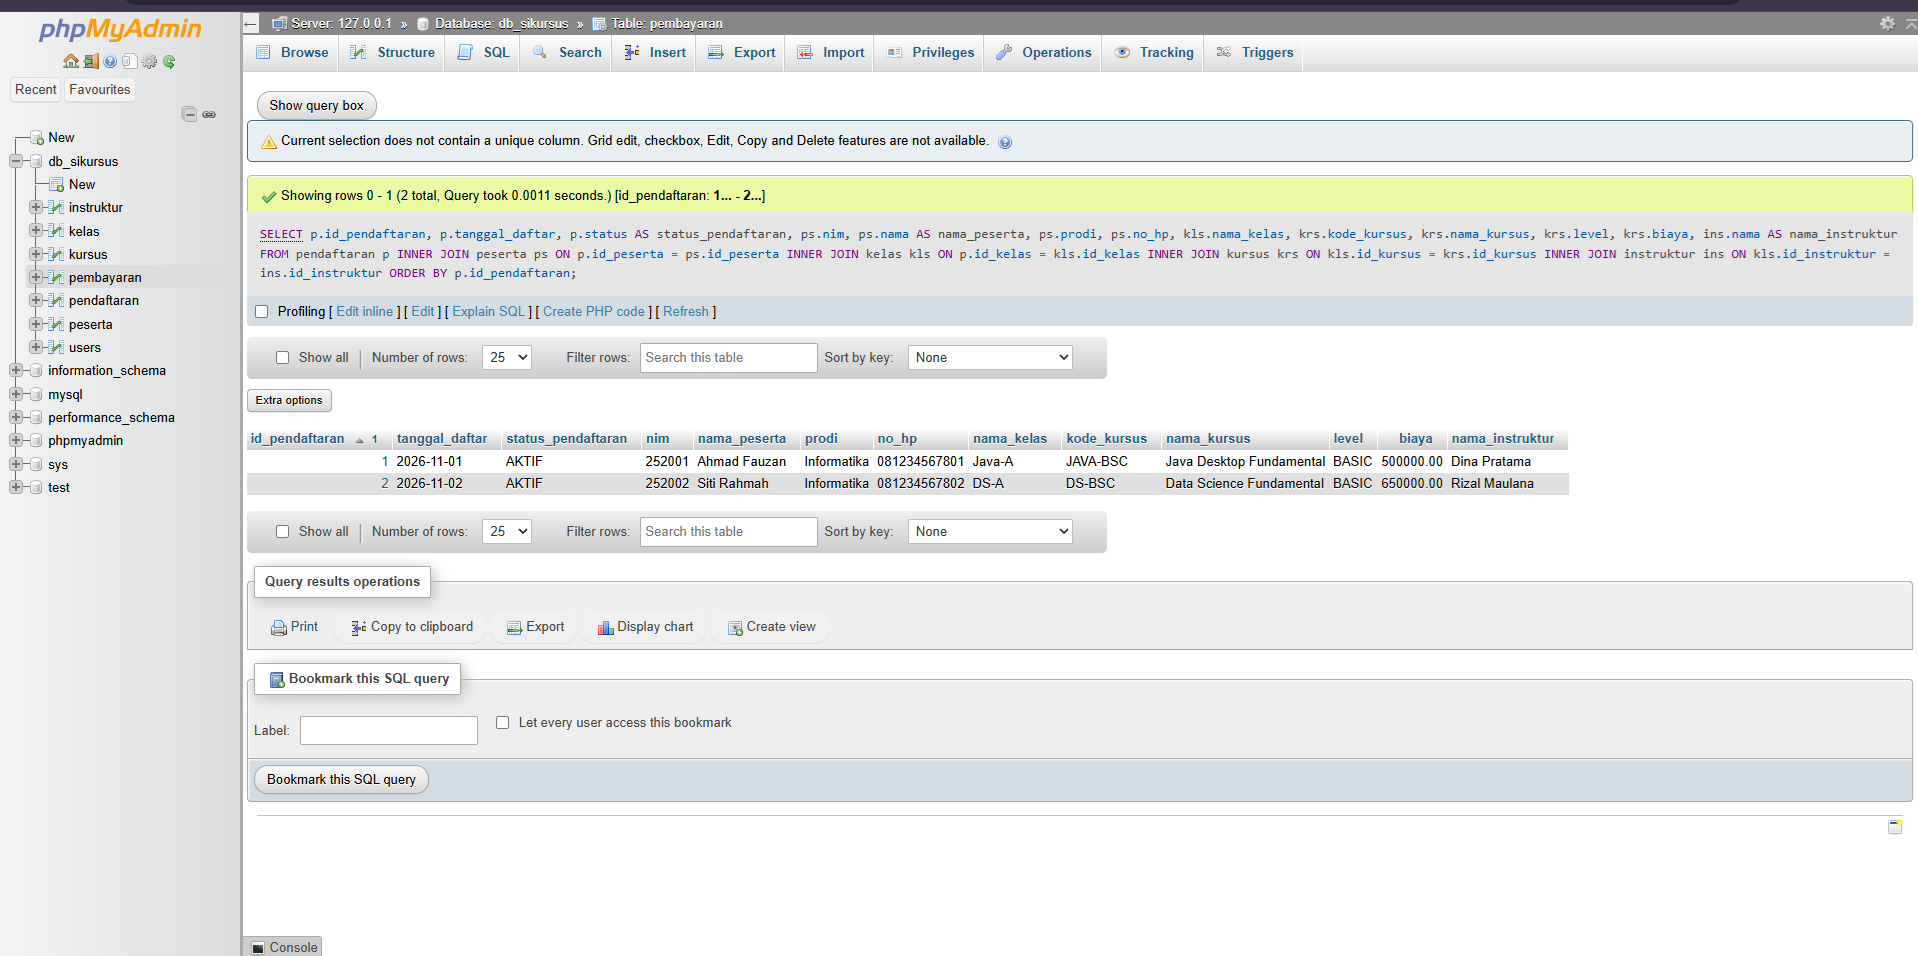 phpMyAdmin
Recent Favourites
New
db_sikursus
New
instruktur
kelas
kursus
pembayaran
pendaftaran
peserta
users
information_schema
mysql
performance_schema
phpmyadmin
sys
test
Server: 127.0.0.1 » Database: db_sikursus » Table: pembayaran
Browse Structure SQL Search Insert Export Import Privileges Operations Tracking Triggers
Show query box
Current selection does not contain a unique column. Grid edit, checkbox, Edit, Copy and Delete features are not available.
Showing rows 0 - 1 (2 total, Query took 0.0011 seconds.) [id_pendaftaran: 1... - 2...]
SELECT p.id_pendaftaran, p.tanggal_daftar, p.status AS status_pendaftaran, ps.nim, ps.nama AS nama_peserta, ps.prodi, ps.no_hp, kls.nama_kelas, krs.kode_kursus, krs.nama_kursus, krs.level, krs.biaya, ins.nama AS nama_instruktur
FROM pendaftaran p INNER JOIN peserta ps ON p.id_peserta = ps.id_peserta INNER JOIN kelas kls ON p.id_kelas = kls.id_kelas INNER JOIN kursus krs ON kls.id_kursus = krs.id_kursus INNER JOIN instruktur ins ON kls.id_instruktur =
ins.id_instruktur ORDER BY p.id_pendaftaran;
Profiling [ Edit inline ] [ Edit ] [ Explain SQL ] [ Create PHP code ] [ Refresh ]
Show all Number of rows: 25 Filter rows: Search this table Sort by key: None
Extra options
id_pendaftaran 1 tanggal_daftar status_pendaftaran nim nama_peserta prodi no_hp nama_kelas kode_kursus nama_kursus level biaya nama_instruktur
1 2026-11-01 AKTIF 252001 Ahmad Fauzan Informatika 081234567801 Java-A JAVA-BSC Java Desktop Fundamental BASIC 500000.00 Dina Pratama
2 2026-11-02 AKTIF 252002 Siti Rahmah Informatika 081234567802 DS-A DS-BSC Data Science Fundamental BASIC 650000.00 Rizal Maulana
Show all Number of rows: 25 Filter rows: Search this table Sort by key: None
Query results operations
Print Copy to clipboard Export Display chart Create view
Bookmark this SQL query
Label: Let every user access this bookmark
Bookmark this SQL query
Console